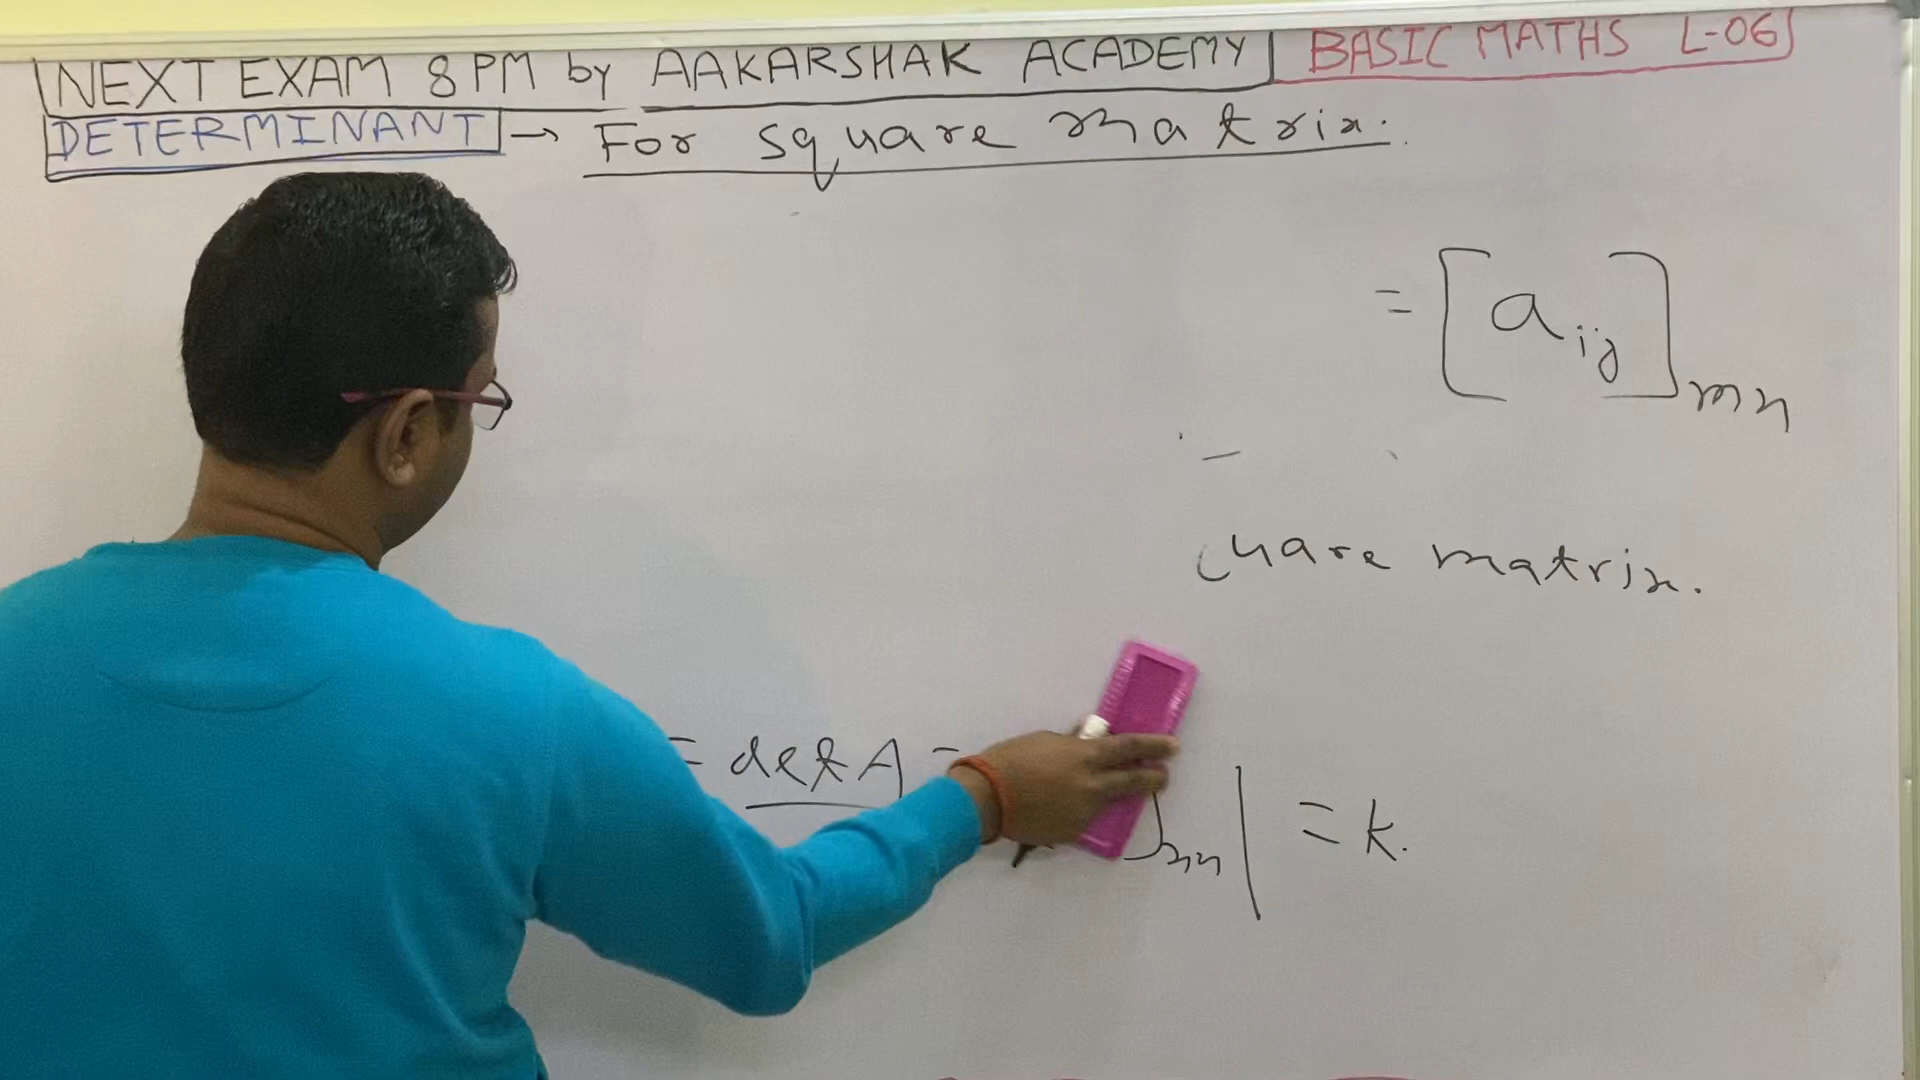 NEXT EXAM 8 PM by AAKARSHAK ACADEMY BASIC MATHS L-06
DETERMINANT → For square matrix.
= [a_ij]_mn
uare matrix.
= det A =
]_mn | = k.